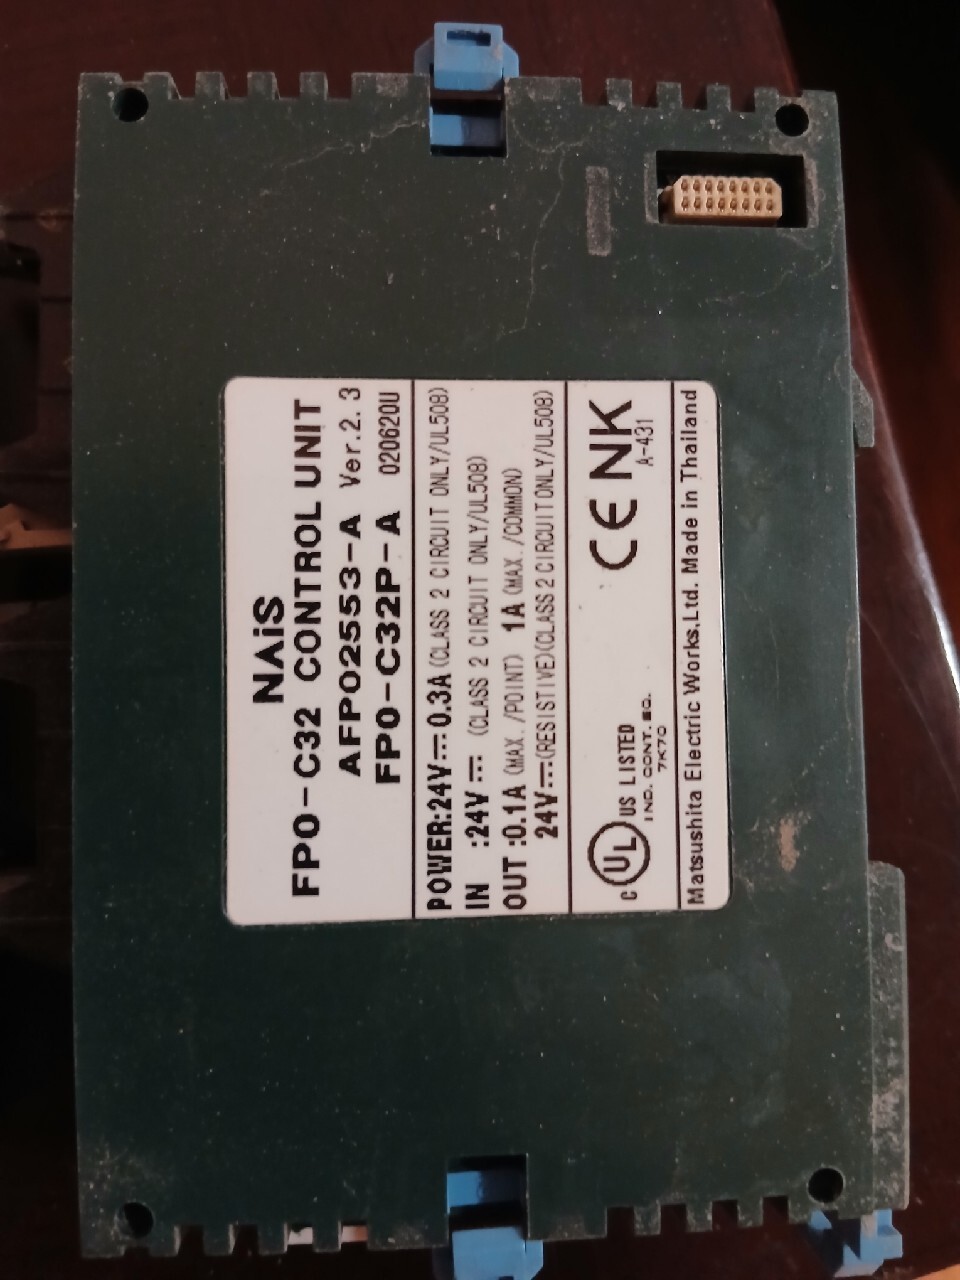 NAiS
FP0-C32 CONTROL UNIT
AFP02553-A Ver.2.3
FP0-C32P-A 020620U
POWER:24V⎓0.3A(CLASS 2 CIRCUIT ONLY/UL508)
IN :24V⎓ (CLASS 2 CIRCUIT ONLY/UL508)
OUT :0.1A(MAX./POINT) 1A(MAX./COMMON)
24V⎓(RESISTIVE)(CLASS 2 CIRCUIT ONLY/UL508)
C UL US LISTED
IND. CONT. EQ.
7K70
CE NK
A-431
Matsushita Electric Works,Ltd. Made in Thailand